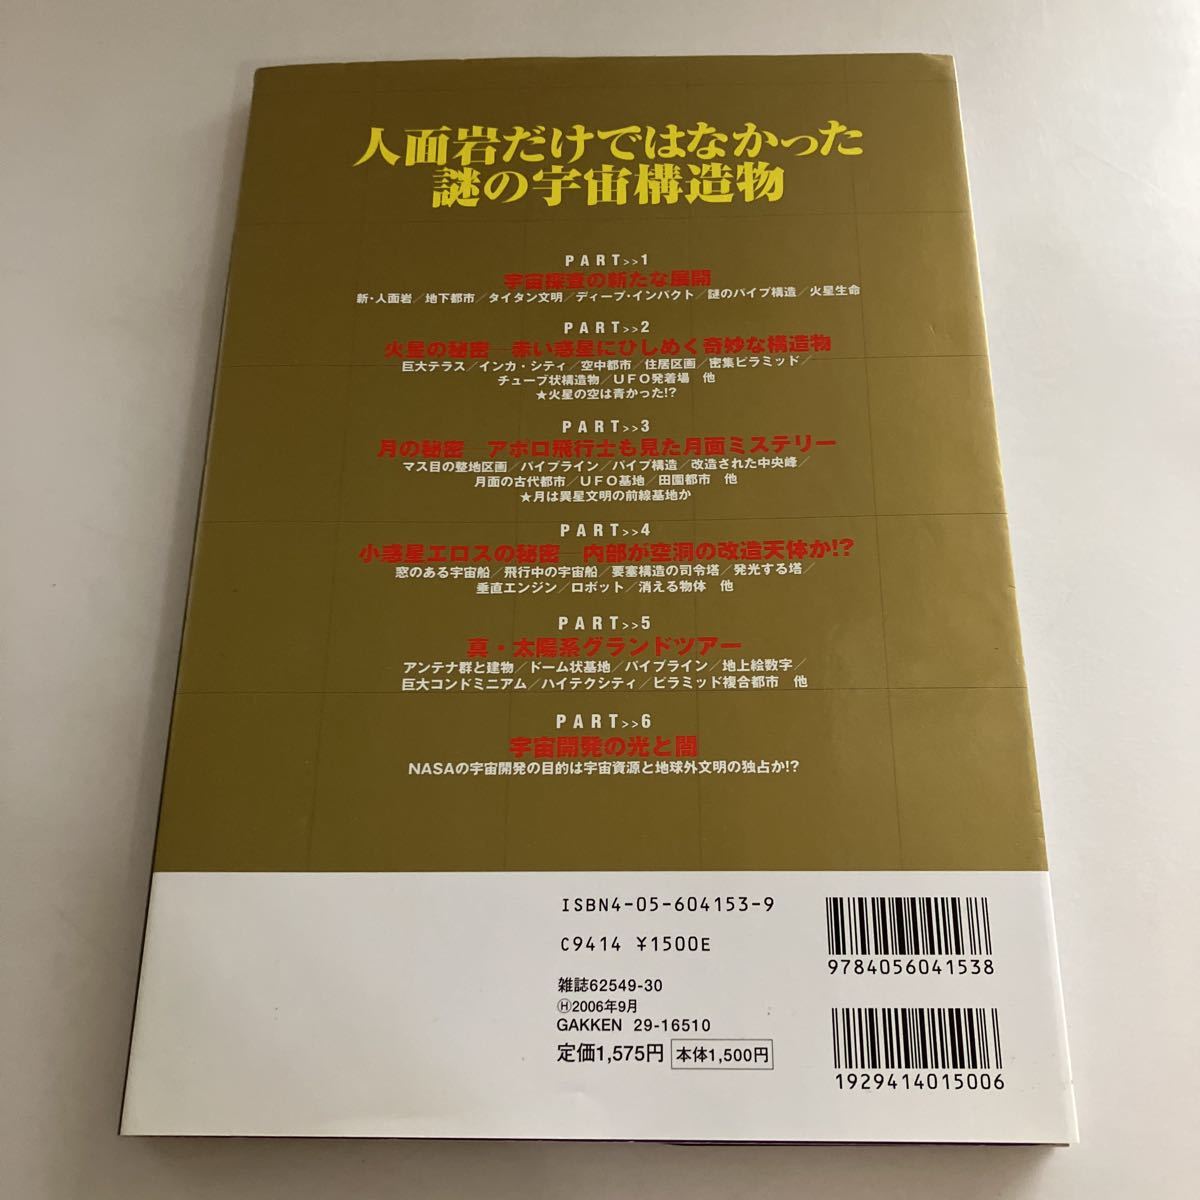 人面岩だけではなかった
謎の宇宙構造物
PART>>1
宇宙探査の新たな展開
新・人面岩／地下都市／タイタン文明／ディープ・インパクト／謎のパイプ構造／火星生命
PART>>2
火星の秘密―赤い惑星にひしめく奇妙な構造物
巨大テラス／インカ・シティ／空中都市／住居区画／密集ピラミッド／
チューブ状構造物／UFO発着場　他
★火星の空は青かった!?
PART>>3
月の秘密―アポロ飛行士も見た月面ミステリー
マス目の整地区画／パイプライン／パイプ構造／改造された中央峰／
月面の古代都市／UFO基地／田園都市　他
★月は異星文明の前線基地か
PART>>4
小惑星エロスの秘密―内部が空洞の改造天体か!?
窓のある宇宙船／飛行中の宇宙船／要塞構造の司令塔／発光する塔／
垂直エンジン／ロボット／消える物体　他
PART>>5
真・太陽系グランドツアー
アンテナ群と建物／ドーム状基地／パイプライン／地上絵数字／
巨大コンドミニアム／ハイテクシティ／ピラミッド複合都市　他
PART>>6
宇宙開発の光と闇
NASAの宇宙開発の目的は宇宙資源と地球外文明の独占か!?
ISBN4-05-604153-9
C9414 ¥1500E
雑誌62549-30
Ⓗ2006年9月
GAKKEN 29-16510
定価1,575円 本体1,500円
9784056041538
1929414015006